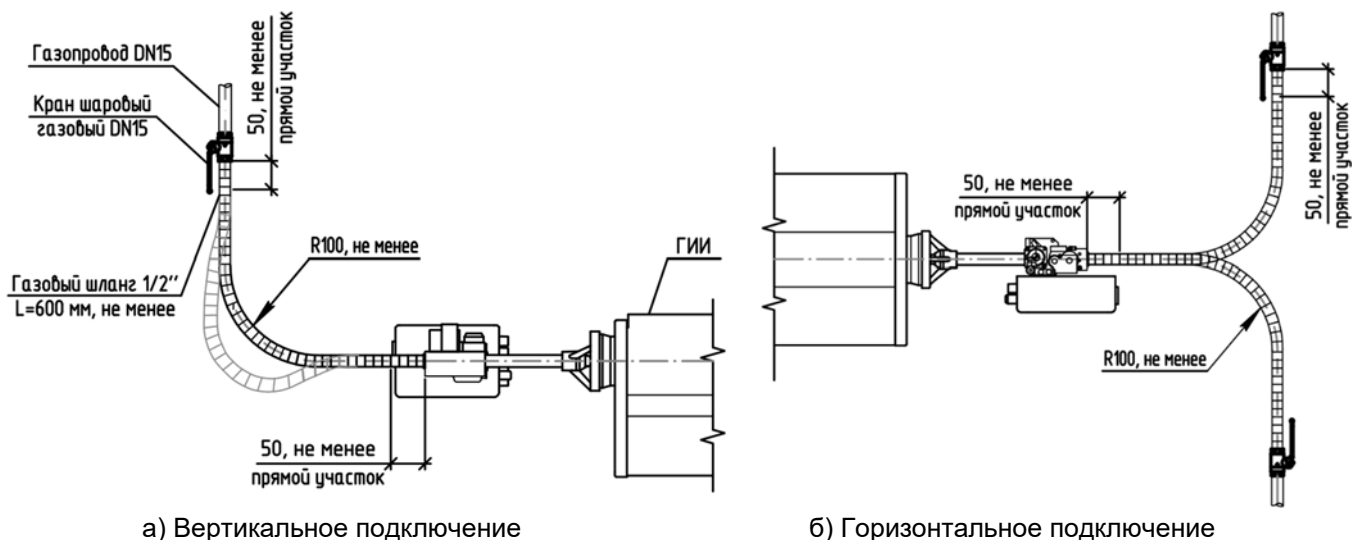 Газопровод DN15
Кран шаровый
газовый DN15
50, не менее
прямой участок
R100, не менее
ГИИ
Газовый шланг 1/2’’
L=600 мм, не менее
50, не менее
прямой участок
а) Вертикальное подключение
50, не менее
прямой участок
50, не менее
прямой участок
R100, не менее
б) Горизонтальное подключение